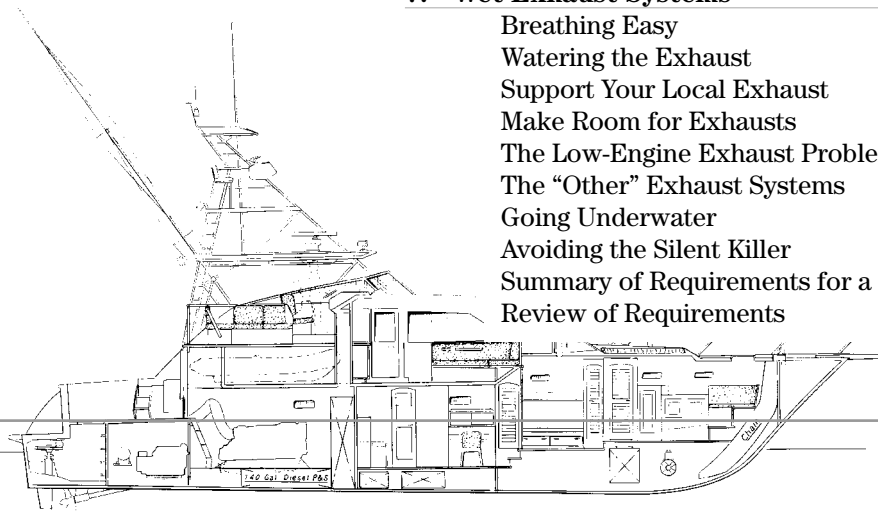 Wet Exhaust Systems
Breathing Easy
Watering the Exhaust
Support Your Local Exhaust
Make Room for Exhausts
The Low-Engine Exhaust Proble
The “Other” Exhaust Systems
Going Underwater
Avoiding the Silent Killer
Summary of Requirements for a
Review of Requirements
Chain
140 Gal Diesel P&S